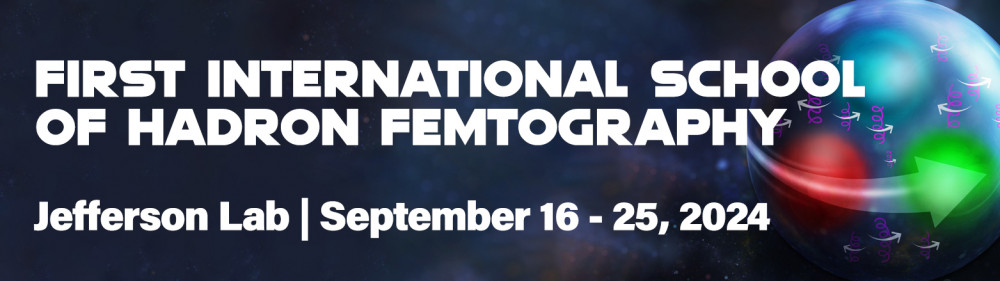 FIRST INTERNATIONAL SCHOOL
OF HADRON FEMTOGRAPHY
Jefferson Lab | September 16 - 25, 2024